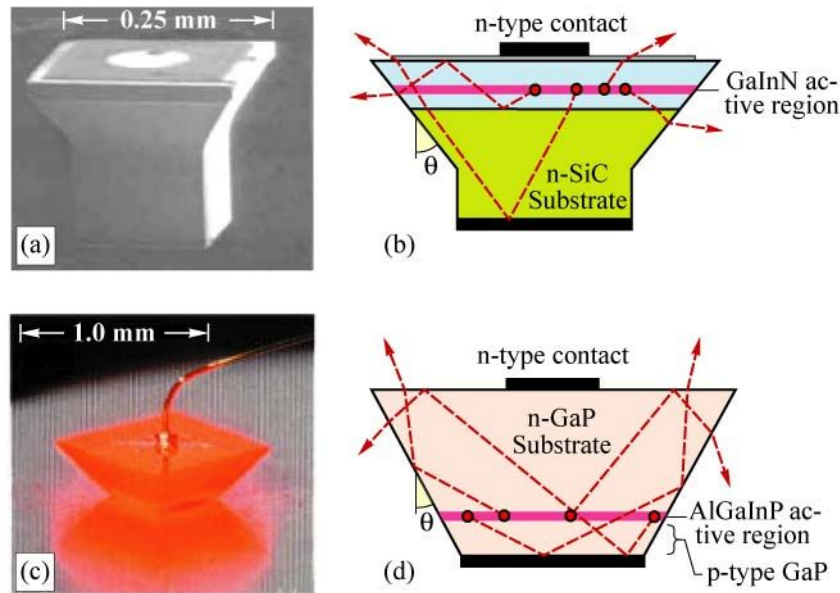 0.25 mm
(a)
n-type contact
GaInN ac-
tive region
θ
n-SiC
Substrate
(b)
1.0 mm
(c)
n-type contact
n-GaP
Substrate
θ
AlGaInP ac-
tive region
p-type GaP
(d)